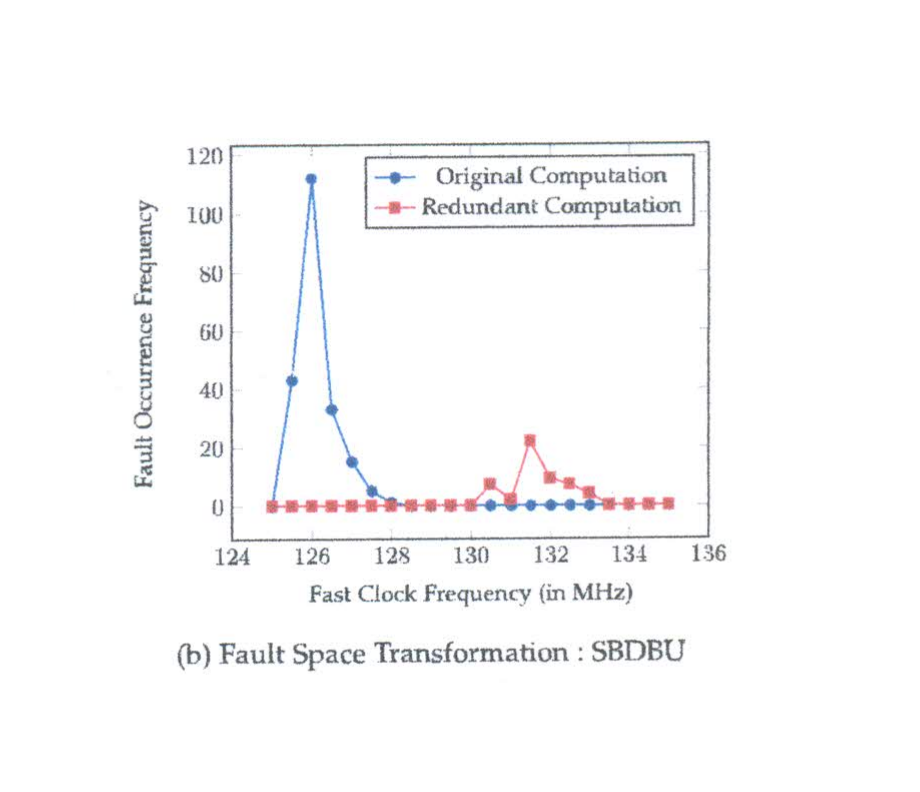 120
100
80
60
40
20
0
Fault Occurrence Frequency
Original Computation
Redundant Computation
124 126 128 130 132 134 136
Fast Clock Frequency (in MHz)
(b) Fault Space Transformation : SBDBU